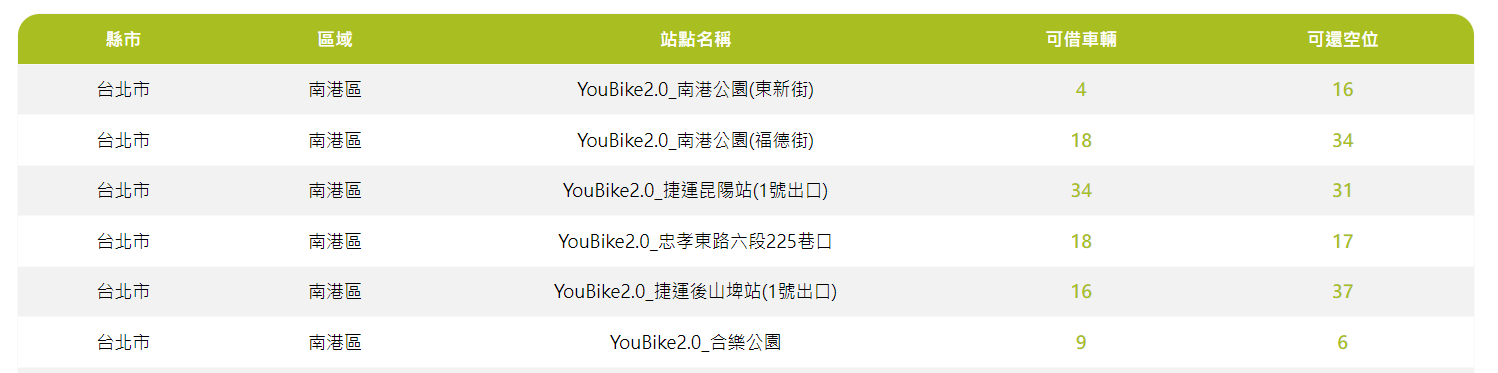 縣市 區域 站點名稱 可借車輛 可還空位
台北市 南港區 YouBike2.0_南港公園(東新街) 4 16
台北市 南港區 YouBike2.0_南港公園(福德街) 18 34
台北市 南港區 YouBike2.0_捷運昆陽站(1號出口) 34 31
台北市 南港區 YouBike2.0_忠孝東路六段225巷口 18 17
台北市 南港區 YouBike2.0_捷運後山埤站(1號出口) 16 37
台北市 南港區 YouBike2.0_合樂公園 9 6